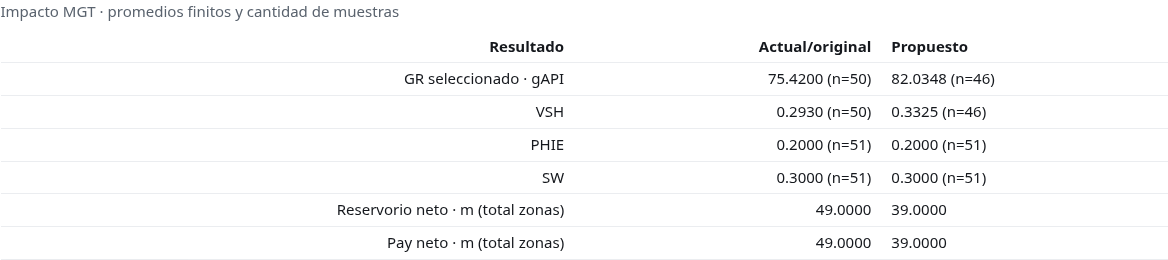 Impacto MGT · promedios finitos y cantidad de muestras
Resultado Actual/original Propuesto
GR seleccionado · gAPI 75.4200 (n=50) 82.0348 (n=46)
VSH 0.2930 (n=50) 0.3325 (n=46)
PHIE 0.2000 (n=51) 0.2000 (n=51)
SW 0.3000 (n=51) 0.3000 (n=51)
Reservorio neto · m (total zonas) 49.0000 39.0000
Pay neto · m (total zonas) 49.0000 39.0000